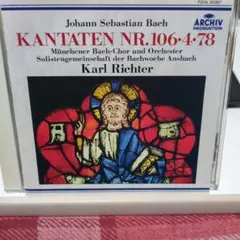 Johann Sebastian Bach
ARCHIV
PRODUKTION
KANTATEN NR.106·4·78
Münchener Bach-Chor und Orchester
Solistengemeinschaft der Bachwoche Ansbach
Karl Richter